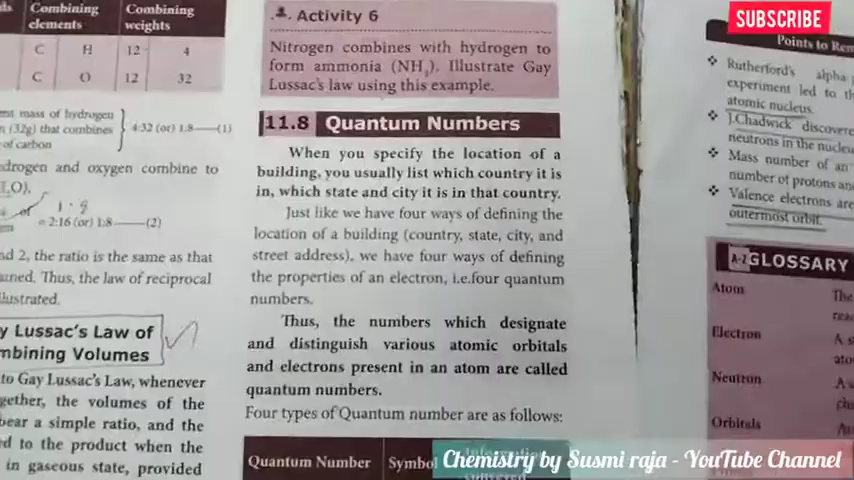 Combining elements
Combining weights
C H 12 4
C O 12 32
mass of hydrogen
(32g) that combines
of carbon
4:32 (or) 1:8 (1)
drogen and oxygen combine to
O).
1 : 8
= 2:16 (or) 1:8 (2)
nd 2, the ratio is the same as that
ained. Thus, the law of reciprocal
llustrated.
y Lussac's Law of
mbining Volumes
to Gay Lussac's Law, whenever
gether, the volumes of the
bear a simple ratio, and the
ed to the product when the
in gaseous state, provided
Activity 6
Nitrogen combines with hydrogen to
form ammonia (NH3). Illustrate Gay
Lussac's law using this example.
11.8 Quantum Numbers
When you specify the location of a
building, you usually list which country it is
in, which state and city it is in that country.
Just like we have four ways of defining the
location of a building (country, state, city, and
street address), we have four ways of defining
the properties of an electron, i.e.four quantum
numbers.
Thus, the numbers which designate
and distinguish various atomic orbitals
and electrons present in an atom are called
quantum numbers.
Four types of Quantum number are as follows:
Quantum Number Symbol Information
conveyed
SUBSCRIBE
Points to Rem
❖ Rutherford's alpha
experiment led to th
atomic nucleus.
❖ J.Chadwick discovere
neutrons in the nucleu
❖ Mass number of an
number of protons an
❖ Valence electrons are
outermost orbit.
A-Z GLOSSARY
Atom The
Electron A s
Neutron A
Orbitals
Chemistry by Susmi raja - YouTube Channel